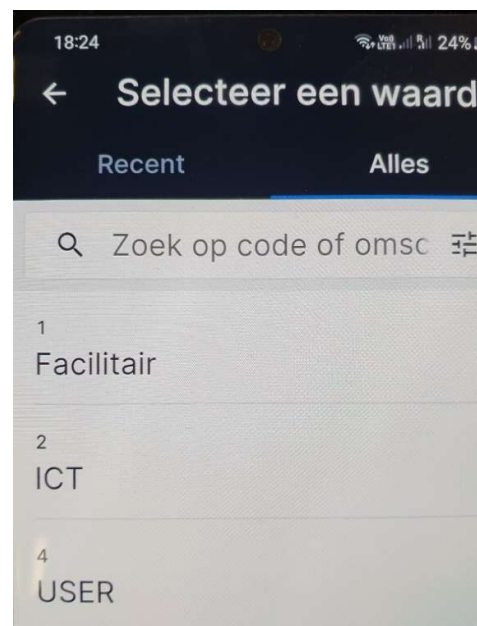 18:24 24%
Selecteer een waard
Recent Alles
Zoek op code of omsc
1
Facilitair
2
ICT
4
USER